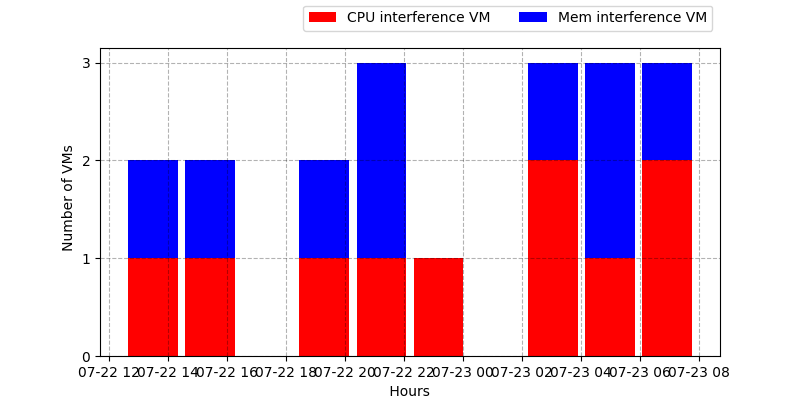 CPU interference VM Mem interference VM
3
2
1
0
Number of VMs
07-22 12 07-22 14 07-22 16 07-22 18 07-22 20 07-22 22 07-23 00 07-23 02 07-23 04 07-23 06 07-23 08
Hours